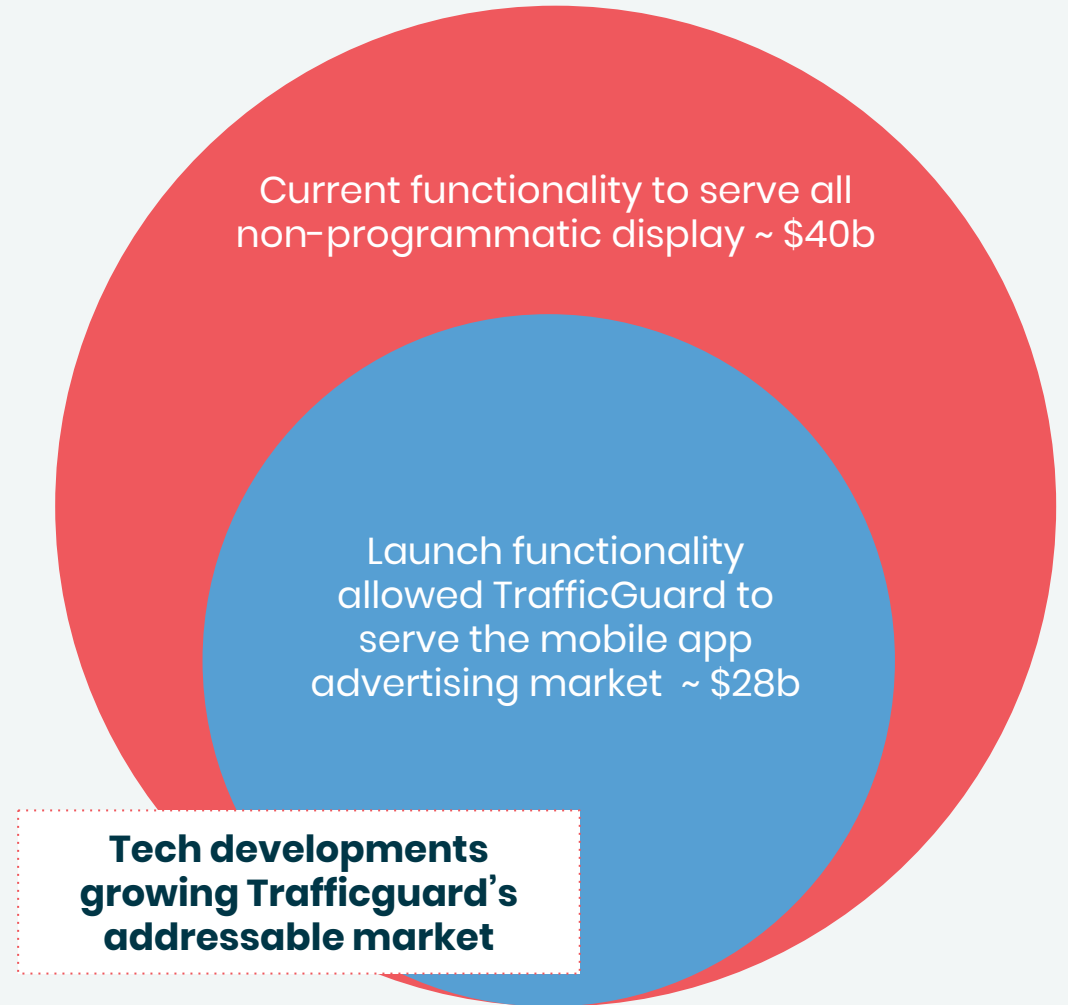 Current functionality to serve all
non-programmatic display ~ $40b
Launch functionality
allowed TrafficGuard to
serve the mobile app
advertising market ~ $28b
Tech developments
growing Trafficguard’s
addressable market